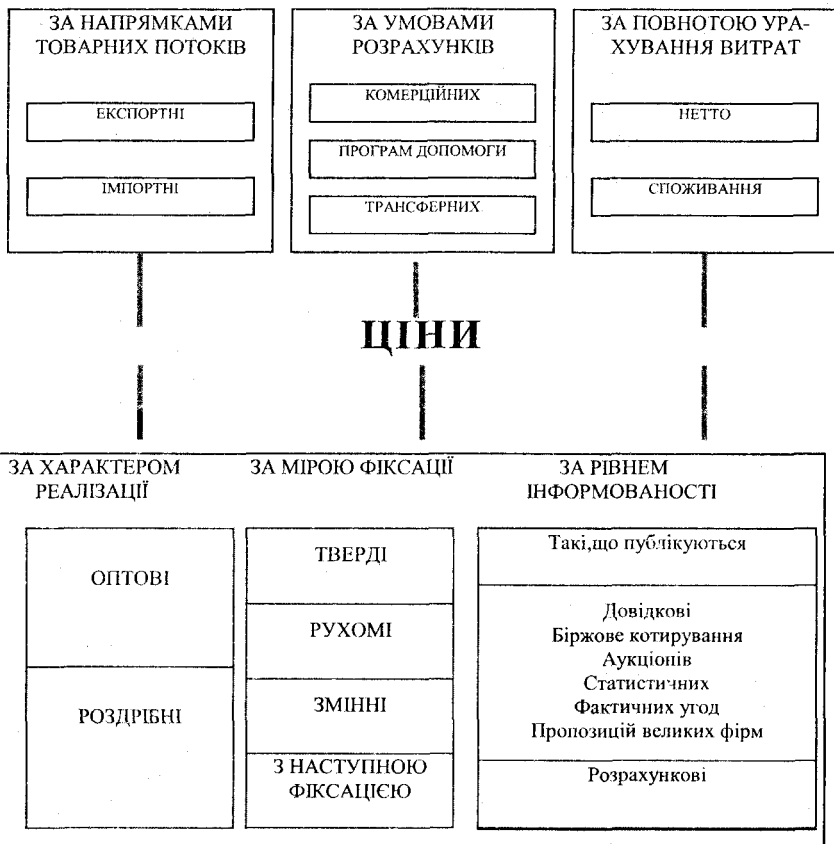 ЗА НАПРЯМКАМИ
ТОВАРНИХ ПОТОКІВ
ЕКСПОРТНІ
ІМПОРТНІ
ЗА УМОВАМИ
РОЗРАХУНКІВ
КОМЕРЦІЙНИХ
ПРОГРАМ ДОПОМОГИ
ТРАНСФЕРНИХ
ЗА ПОВНОТОЮ УРА-
ХУВАННЯ ВИТРАТ
НЕТТО
СПОЖИВАННЯ
ЦІНИ
ЗА ХАРАКТЕРОМ
РЕАЛІЗАЦІЇ
ОПТОВІ
РОЗДРІБНІ
ЗА МІРОЮ ФІКСАЦІЇ
ТВЕРДІ
РУХОМІ
ЗМІННІ
З НАСТУПНОЮ
ФІКСАЦІЄЮ
ЗА РІВНЕМ
ІНФОРМОВАНОСТІ
Такі,що публікуються
Довідкові
Біржове котирування
Аукціонів
Статистичних
Фактичних угод
Пропозицій великих фірм
Розрахункові